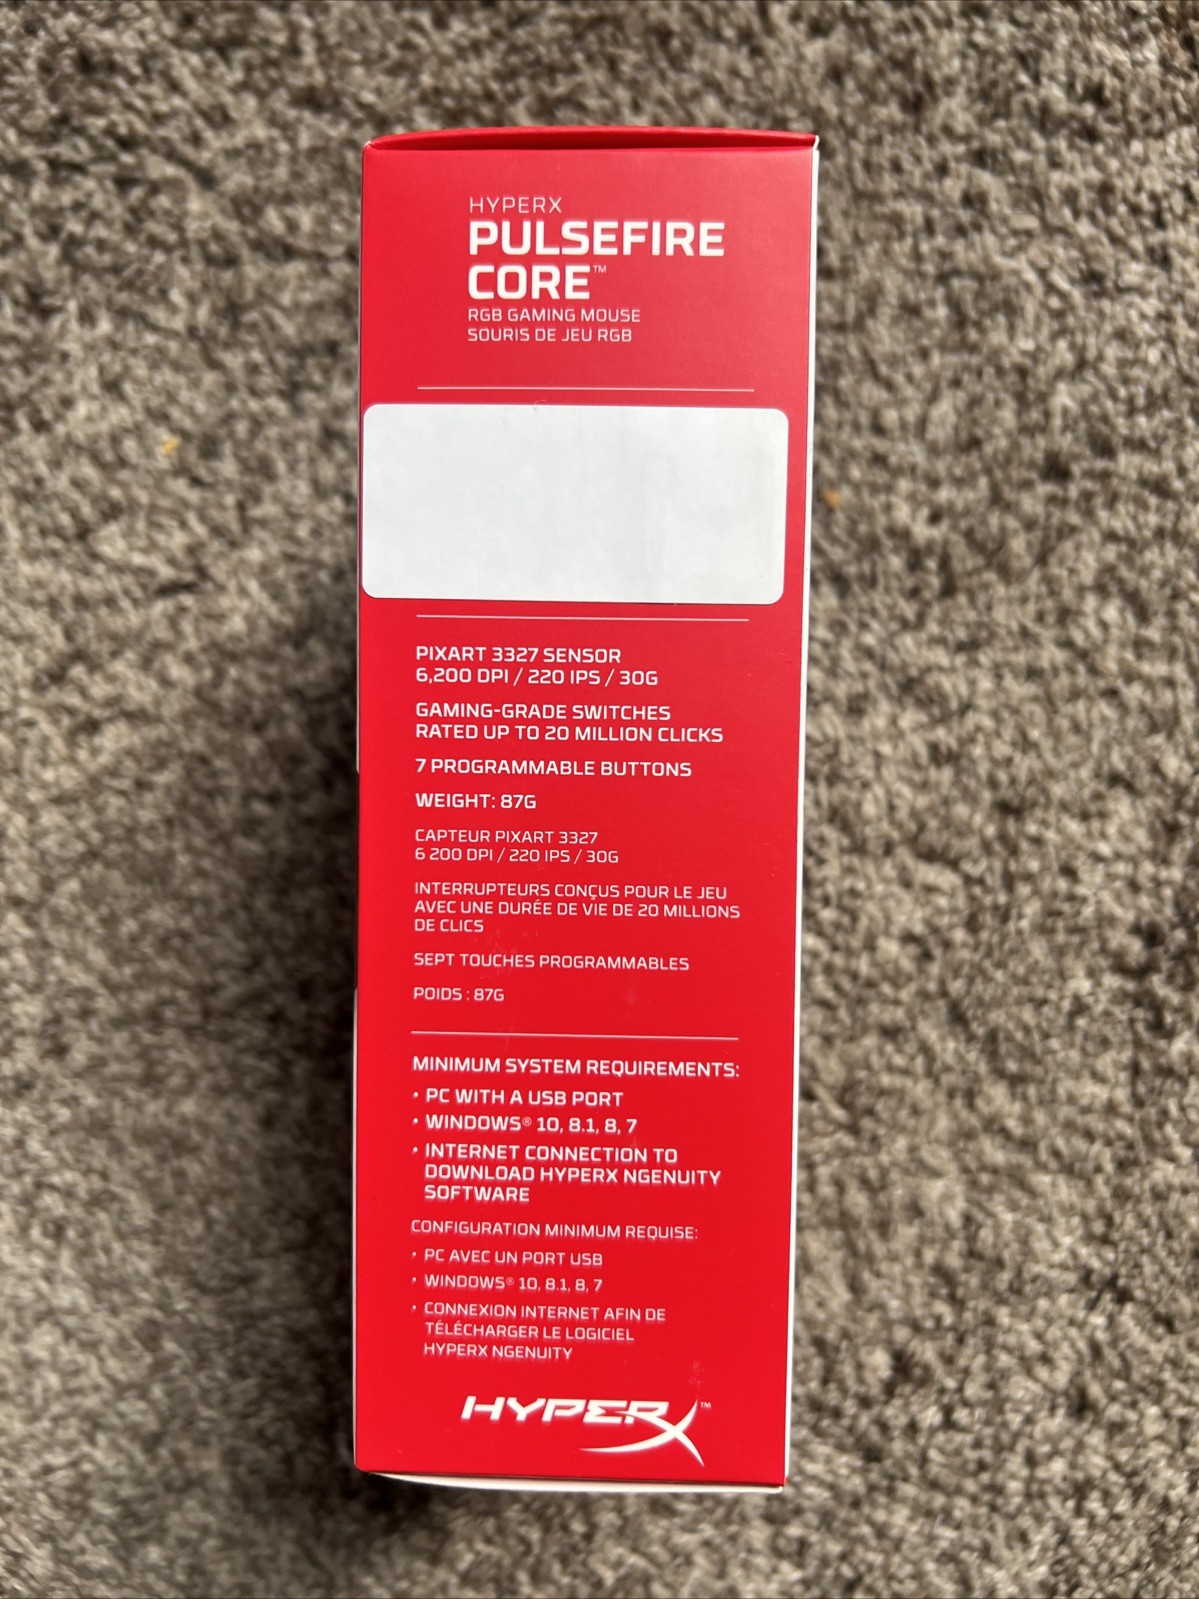 HYPERX
PULSEFIRE
CORE™
RGB GAMING MOUSE
SOURIS DE JEU RGB
PIXART 3327 SENSOR
6,200 DPI / 220 IPS / 30G
GAMING-GRADE SWITCHES
RATED UP TO 20 MILLION CLICKS
7 PROGRAMMABLE BUTTONS
WEIGHT: 87G
CAPTEUR PIXART 3327
6 200 DPI / 220 IPS / 30G
INTERRUPTEURS CONÇUS POUR LE JEU
AVEC UNE DURÉE DE VIE DE 20 MILLIONS
DE CLICS
SEPT TOUCHES PROGRAMMABLES
POIDS : 87G
MINIMUM SYSTEM REQUIREMENTS:
• PC WITH A USB PORT
• WINDOWS® 10, 8.1, 8, 7
• INTERNET CONNECTION TO
DOWNLOAD HYPERX NGENUITY
SOFTWARE
CONFIGURATION MINIMUM REQUISE:
• PC AVEC UN PORT USB
• WINDOWS® 10, 8.1, 8, 7
• CONNEXION INTERNET AFIN DE
TÉLÉCHARGER LE LOGICIEL
HYPERX NGENUITY
HYPERX™